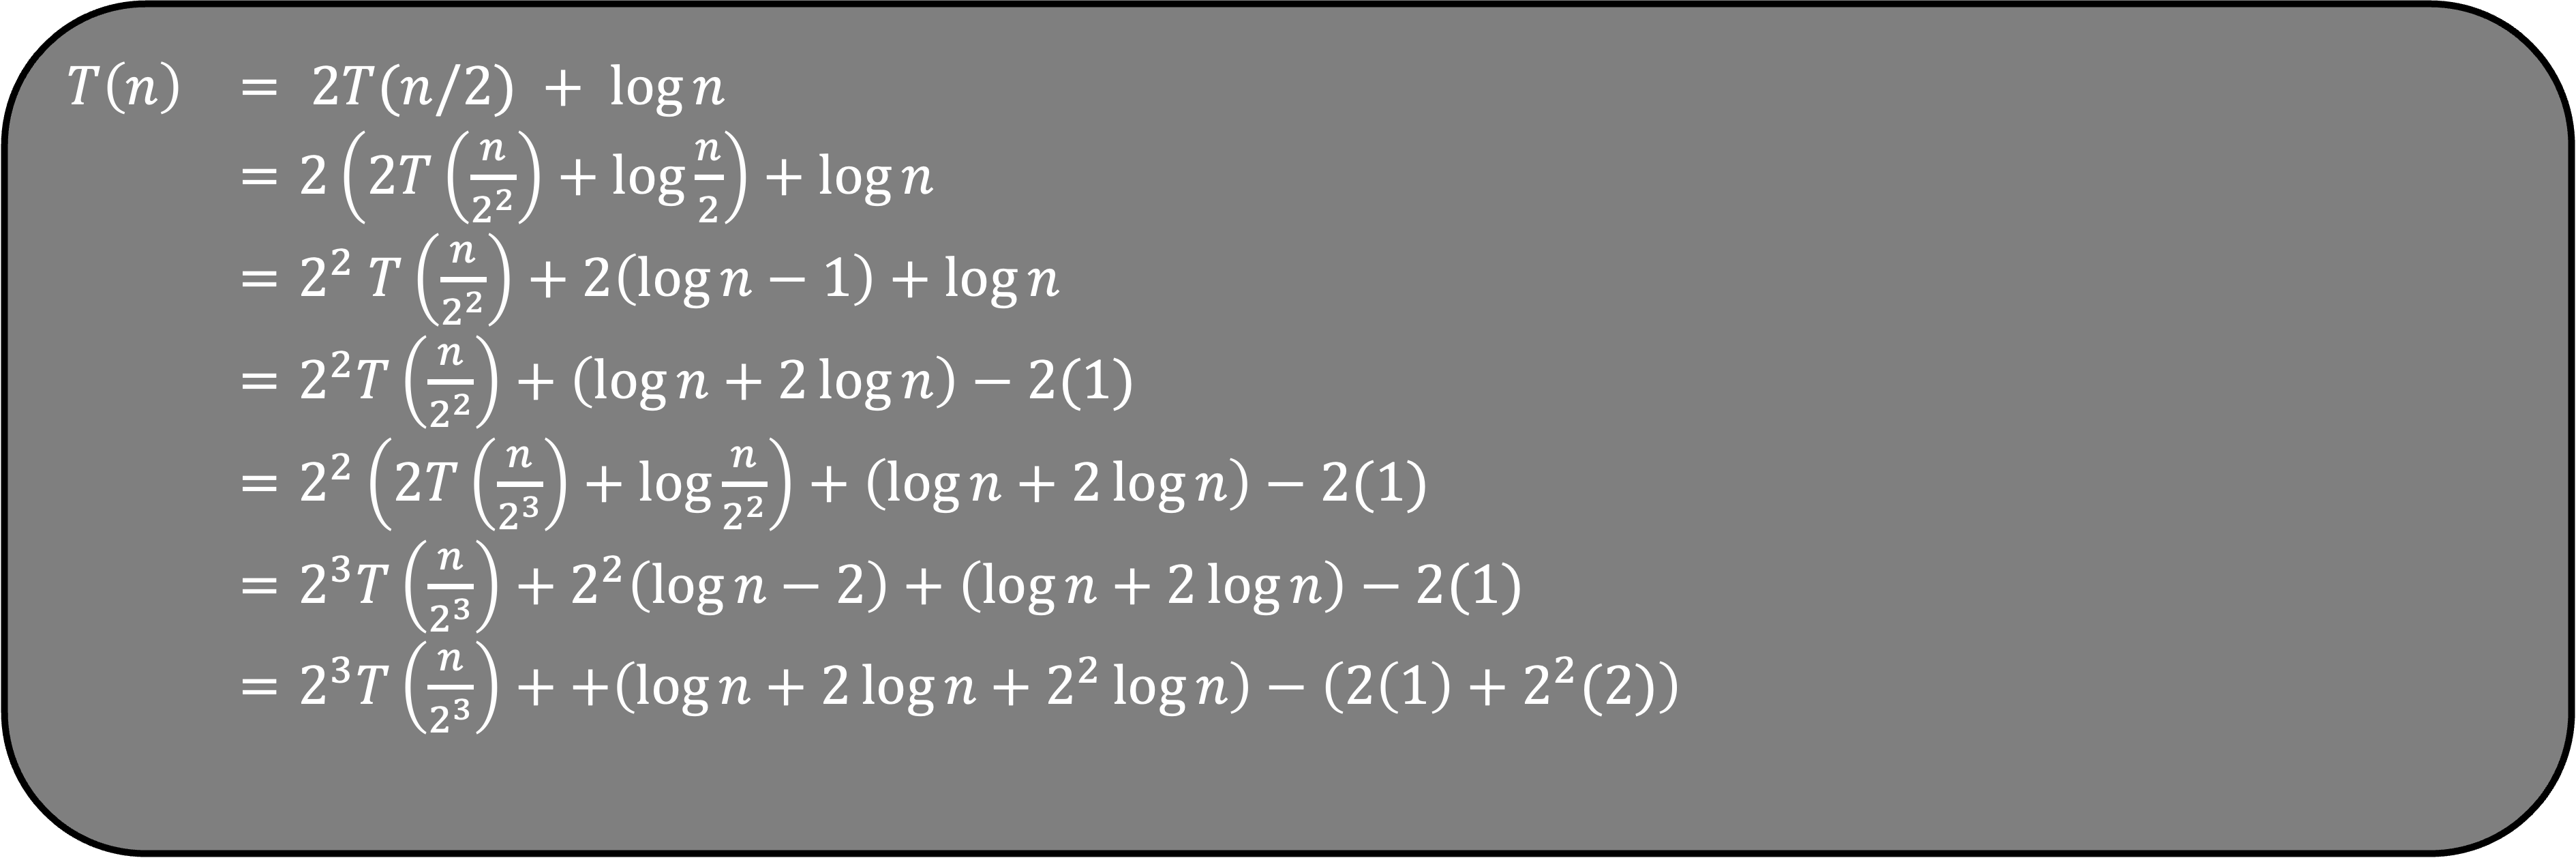 T(n) = 2T(n/2) + log n
= 2(2T(n/2²) + log n/2) + log n
= 2² T(n/2²) + 2(log n − 1) + log n
= 2²T(n/2²) + (log n + 2 log n) − 2(1)
= 2²(2T(n/2³) + log n/2²) + (log n + 2 log n) − 2(1)
= 2³T(n/2³) + 2²(log n − 2) + (log n + 2 log n) − 2(1)
= 2³T(n/2³) + +(log n + 2 log n + 2² log n) − (2(1) + 2²(2))